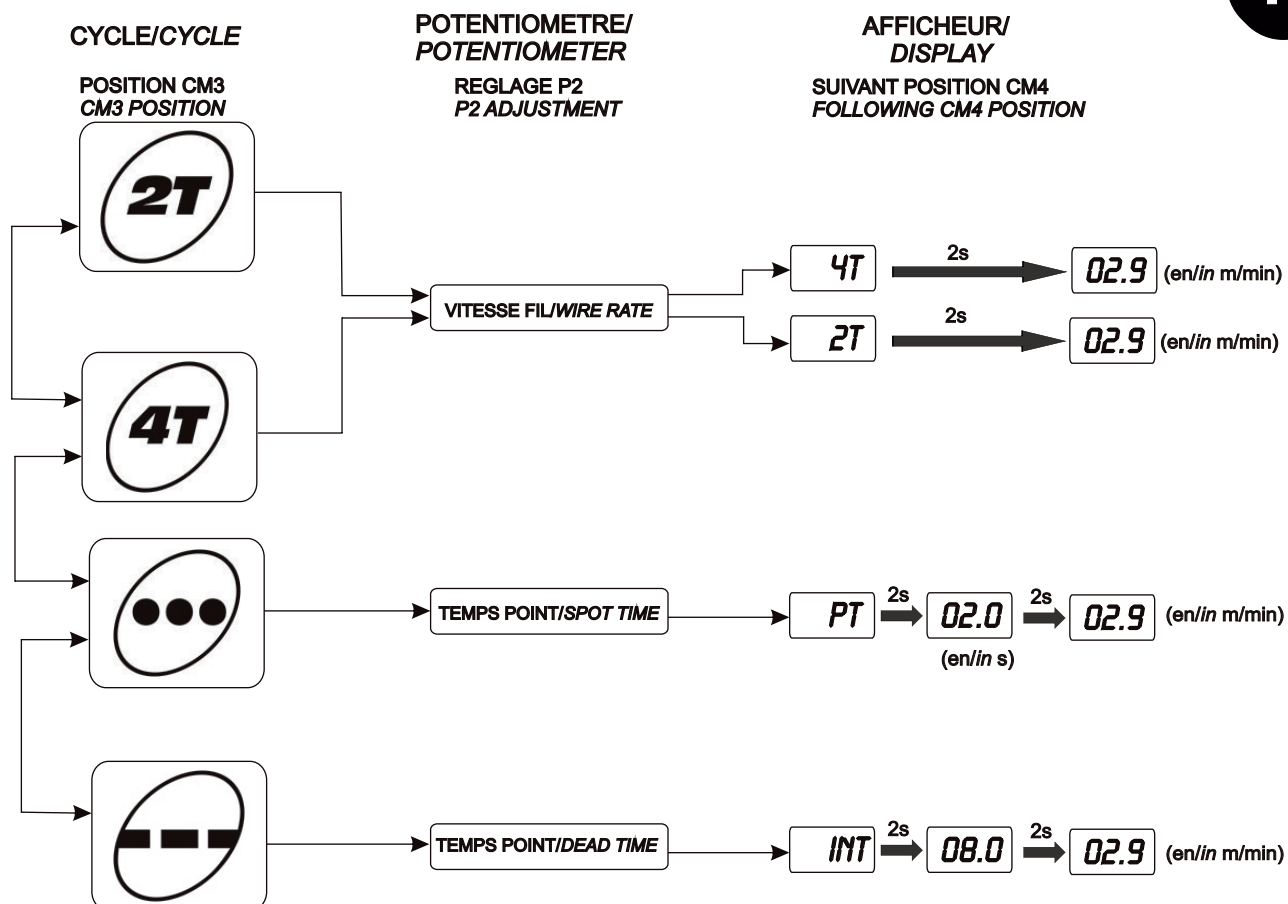 CYCLE/CYCLE
POSITION CM3
CM3 POSITION
POTENTIOMETRE/
POTENTIOMETER
REGLAGE P2
P2 ADJUSTMENT
AFFICHEUR/
DISPLAY
SUIVANT POSITION CM4
FOLLOWING CM4 POSITION
2T
4T
VITESSE FIL/WIRE RATE
4T
2s
02.9
(en/in m/min)
2T
2s
02.9
(en/in m/min)
TEMPS POINT/SPOT TIME
PT
2s
02.0
(en/in s)
2s
02.9
(en/in m/min)
TEMPS POINT/DEAD TIME
INT
2s
08.0
2s
02.9
(en/in m/min)